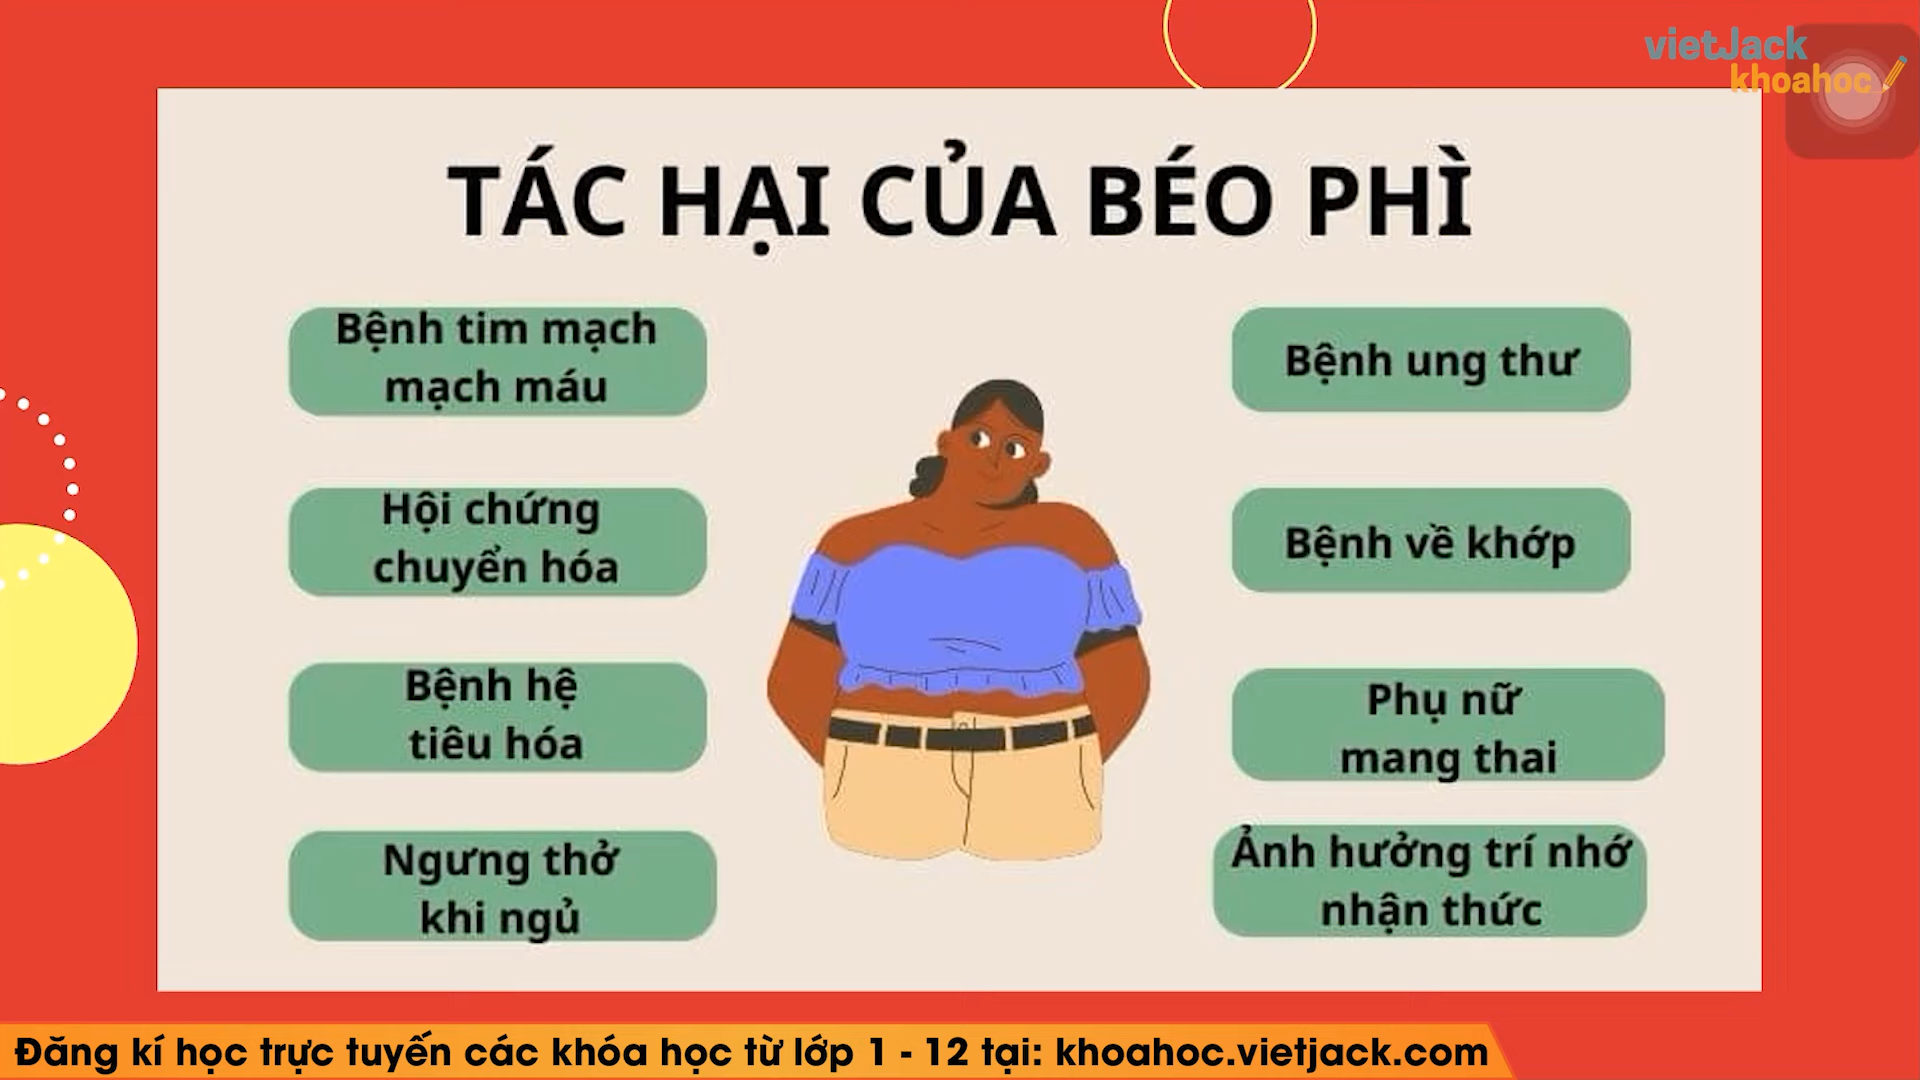 vietJack
khoahoc
TÁC HẠI CỦA BÉO PHÌ
Bệnh tim mạch
mạch máu
Hội chứng
chuyển hóa
Bệnh hệ
tiêu hóa
Ngưng thở
khi ngủ
Bệnh ung thư
Bệnh về khớp
Phụ nữ
mang thai
Ảnh hưởng trí nhớ
nhận thức
Đăng kí học trực tuyến các khóa học từ lớp 1 - 12 tại: khoahoc.vietjack.com